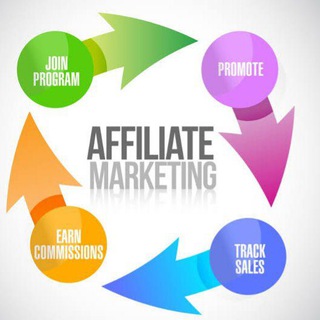 JOIN
PROGRAM
PROMOTE
AFFILIATE
MARKETING
EARN
COMMISSIONS
TRACK
SALES